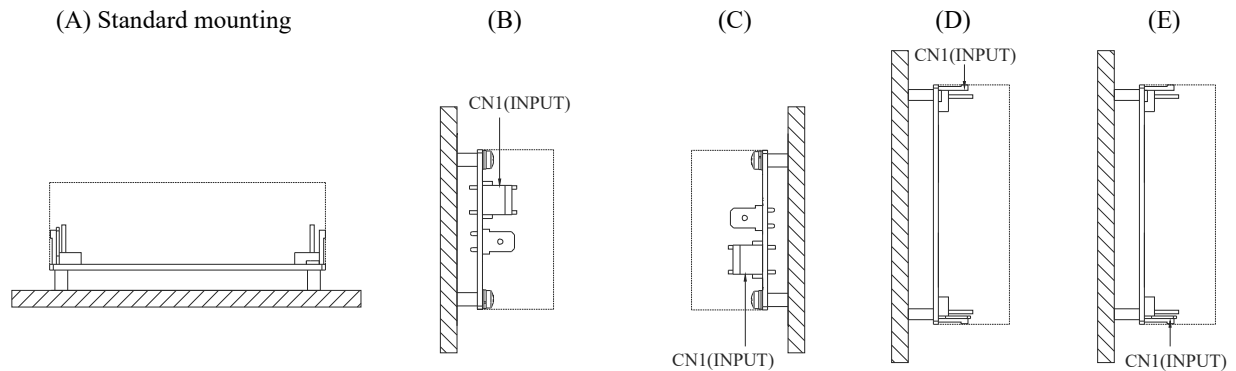 (A) Standard mounting
(B)
(C)
(D)
(E)
CN1(INPUT)
CN1(INPUT)
CN1(INPUT)
CN1(INPUT)